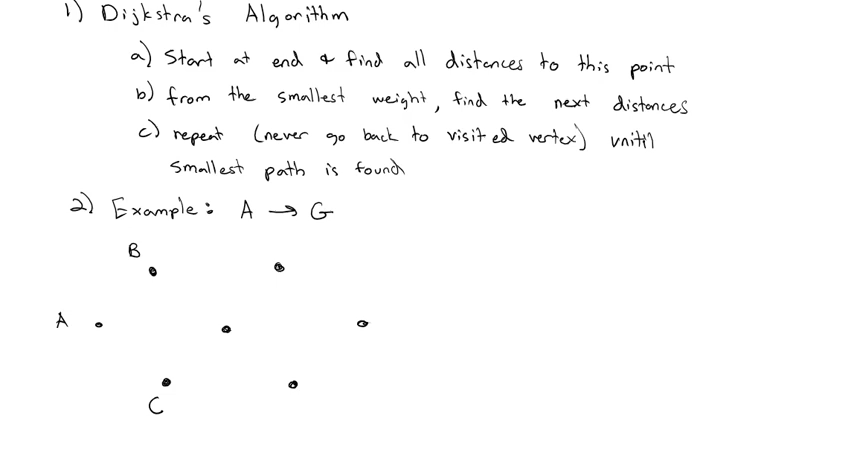 1) Dijkstra's Algorithm
a) Start at end & find all distances to this point
b) from the smallest weight, find the next distances
c) repeat (never go back to visited vertex) until
smallest path is found
2) Example: A → G
B
A
C